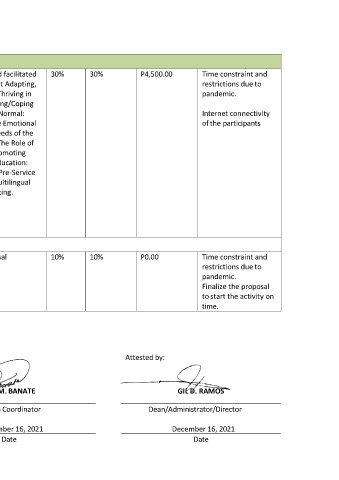 d facilitated 30% 30% P4,500.00 Time constraint and
t Adapting, restrictions due to
Thriving in pandemic.
ng/Coping
Normal: Internet connectivity
e Emotional of the participants
eeds of the
The Role of
omoting
ducation:
Pre-Service
ultilingual
king.
sal 10% 10% P0.00 Time constraint and
restrictions due to
pandemic.
Finalize the proposal
to start the activity on
time.
Attested by:
M. BANATE GIL D. RAMOS
Coordinator Dean/Administrator/Director
mber 16, 2021 December 16, 2021
Date Date